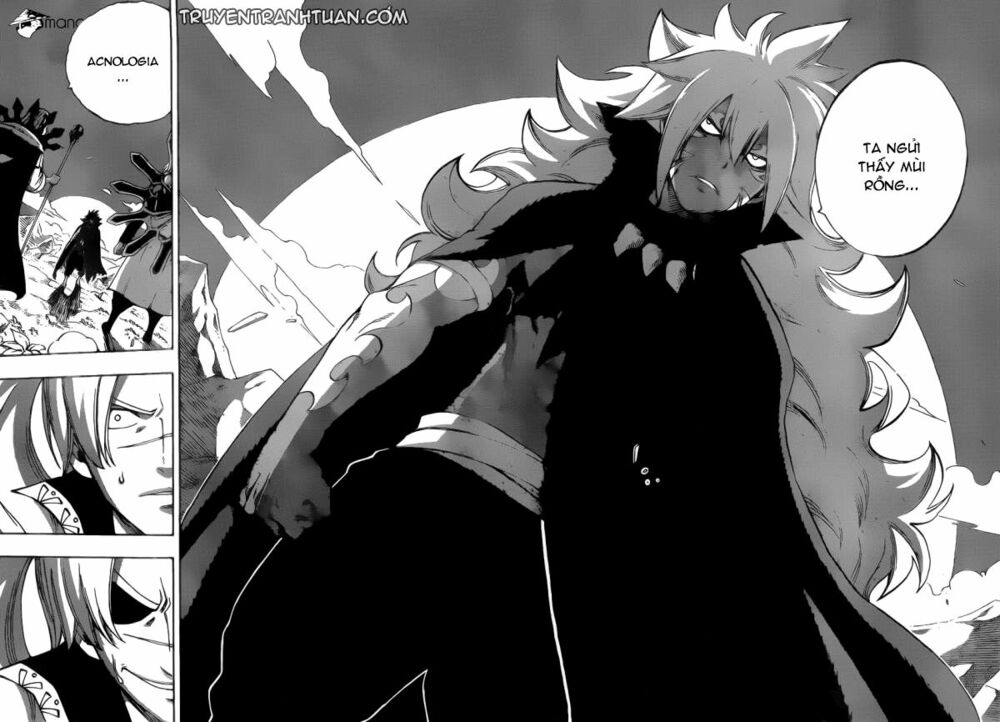 TRUYENTRANHTUAN.COM
ACNOLOGIA
...
TA NGỬI
THẤY MÙI
RỒNG...